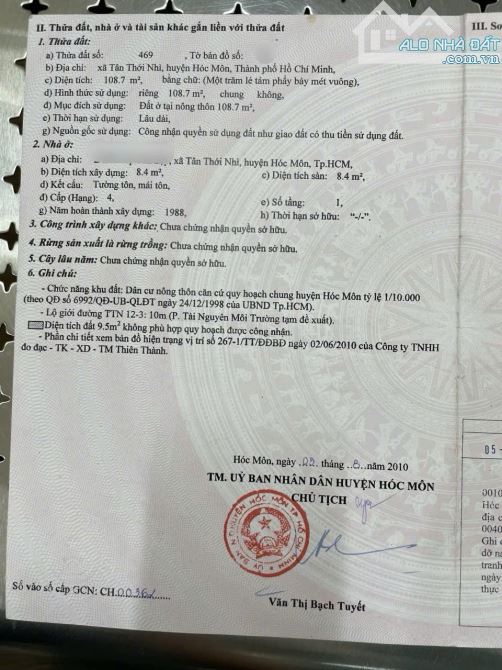 ALO NHÀ ĐẤT
.com.vn
II. Thửa đất, nhà ở và tài sản khác gắn liền với thửa đất
1. Thửa đất:
a) Thửa đất số: 469 , Tờ bản đồ số:
b) Địa chỉ: xã Tân Thới Nhì, huyện Hóc Môn, Thành phố Hồ Chí Minh,
c) Diện tích: 108.7 m², bằng chữ: (Một trăm lẻ tám phẩy bảy mét vuông),
d) Hình thức sử dụng: riêng 108.7 m², chung không,
đ) Mục đích sử dụng: Đất ở tại nông thôn 108.7 m²,
e) Thời hạn sử dụng: Lâu dài,
g) Nguồn gốc sử dụng: Công nhận quyền sử dụng đất như giao đất có thu tiền sử dụng đất.
2. Nhà ở:
a) Địa chỉ: , xã Tân Thới Nhì, huyện Hóc Môn, Tp.HCM,
b) Diện tích xây dựng: 8.4 m², c) Diện tích sàn: 8.4 m²,
d) Kết cấu: Tường tôn, mái tôn,
đ) Cấp (Hạng): 4, e) Số tầng: 1,
g) Năm hoàn thành xây dựng: 1988, h) Thời hạn sở hữu: "-/-".
3. Công trình xây dựng khác: Chưa chứng nhận quyền sở hữu.
4. Rừng sản xuất là rừng trồng: Chưa chứng nhận quyền sở hữu.
5. Cây lâu năm: Chưa chứng nhận quyền sở hữu.
6. Ghi chú:
- Chức năng khu đất: Dân cư nông thôn căn cứ quy hoạch chung huyện Hóc Môn tỷ lệ 1/10.000
(theo QĐ số 6992/QĐ-UB-QLĐT ngày 24/12/1998 của UBND Tp.HCM).
- Lộ giới đường TTN 12-3: 10m (P. Tài Nguyên Môi Trường tạm đề xuất).
Diện tích đất 9.5m² không phù hợp quy hoạch được công nhận.
- Phần chi tiết xem bản đồ hiện trạng vị trí số 267-1/TT/ĐĐBĐ ngày 02/06/2010 của Công ty TNHH
đo đạc - TK - XD - TM Thiên Thành.
Hóc Môn, ngày .09. tháng ..8..năm 2010
TM. UỶ BAN NHÂN DÂN HUYỆN HÓC MÔN
CHỦ TỊCH
Văn Thị Bạch Tuyết
Số vào sổ cấp GCN: CH.
III. Sơ
05-
0010
Hóc
địa c
0040
Ghi
dỡ n
tranh
ngày
thực